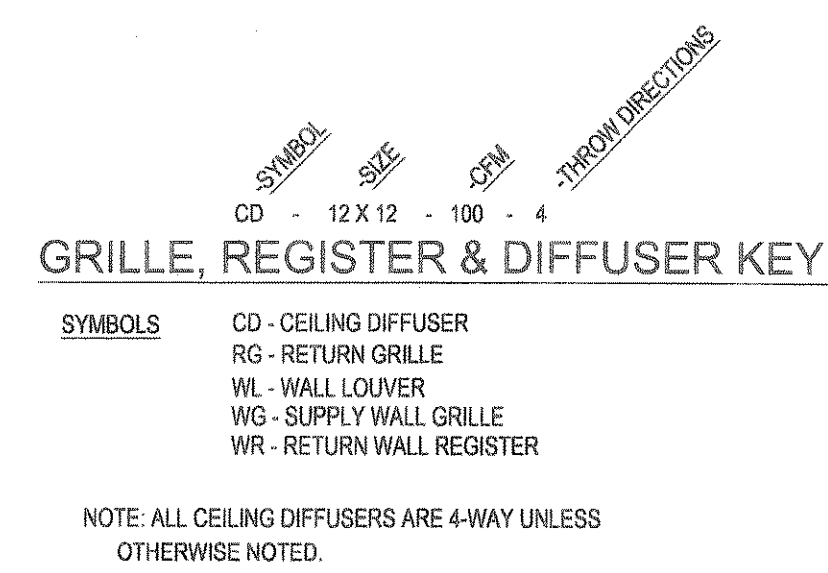 -SYMBOL -SIZE -CFM -THROW DIRECTIONS
CD - 12 X 12 - 100 - 4
GRILLE, REGISTER & DIFFUSER KEY
SYMBOLS CD - CEILING DIFFUSER
RG - RETURN GRILLE
WL - WALL LOUVER
WG - SUPPLY WALL GRILLE
WR - RETURN WALL REGISTER
NOTE: ALL CEILING DIFFUSERS ARE 4-WAY UNLESS
OTHERWISE NOTED.